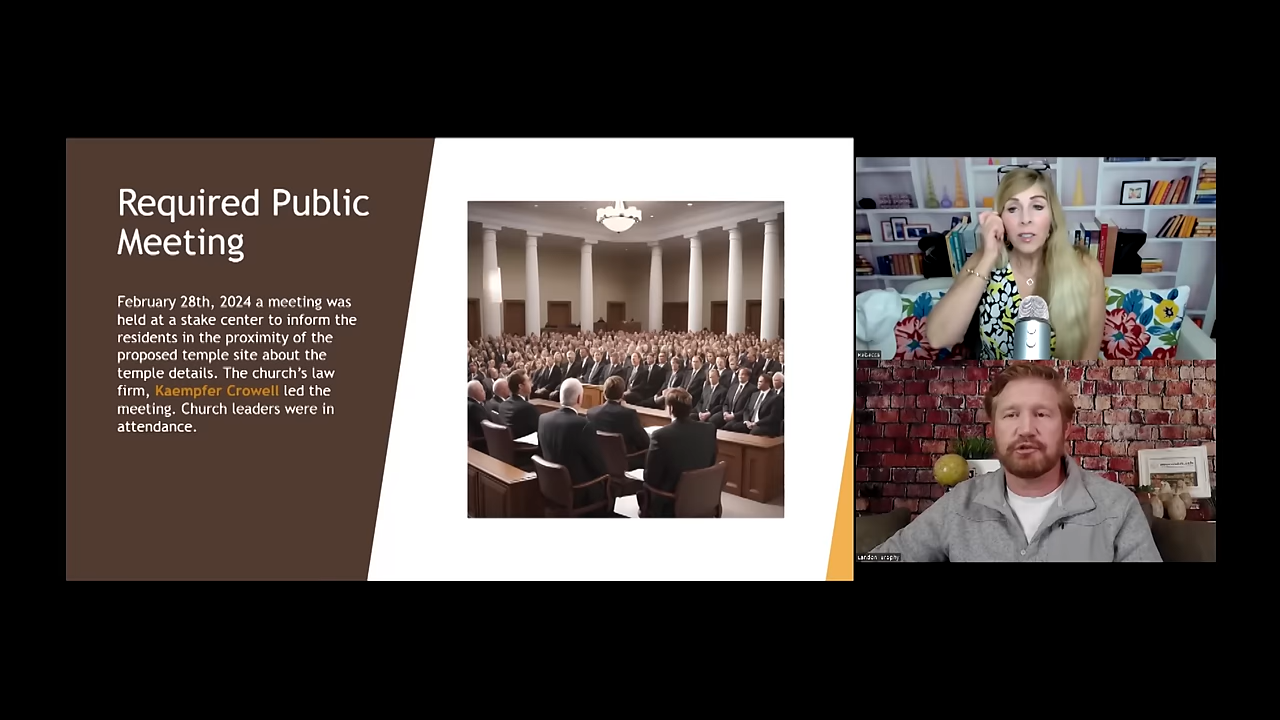 Required Public
Meeting
February 28th, 2024 a meeting was
held at a stake center to inform the
residents in the proximity of the
proposed temple site about the
temple details. The church's law
firm, Kaempfer Crowell led the
meeting. Church leaders were in
attendance.
Rebecca
Landon